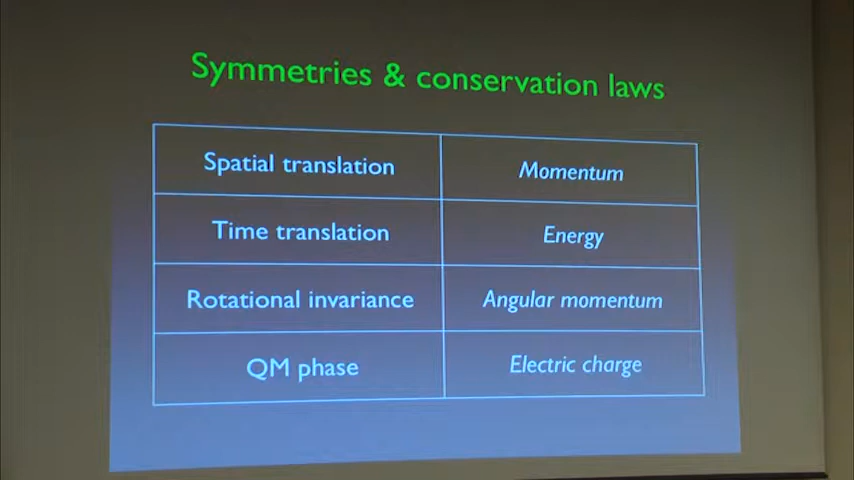 Symmetries & conservation laws
Spatial translation
Momentum
Time translation
Energy
Rotational invariance
Angular momentum
QM phase
Electric charge